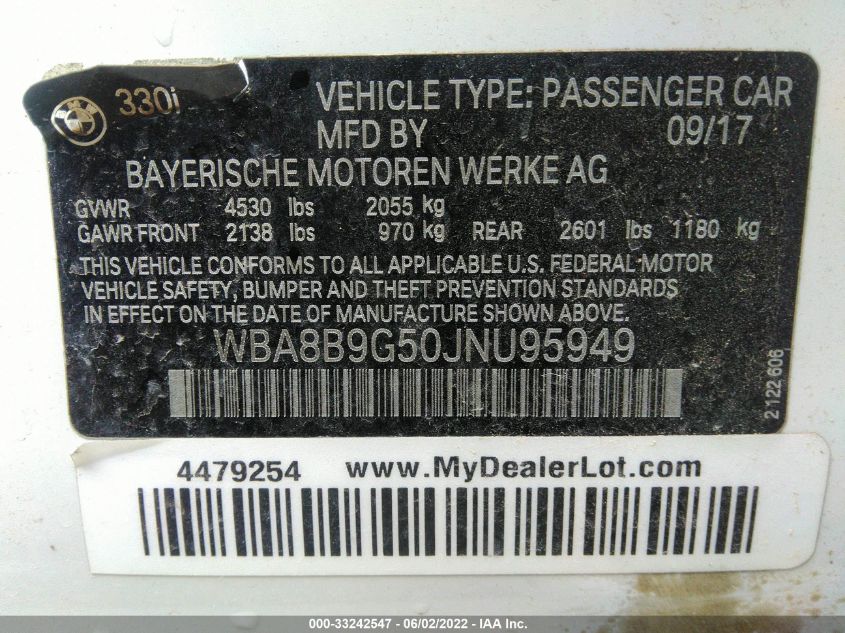 BMW 330i VEHICLE TYPE: PASSENGER CAR
MFD BY 09/17
BAYERISCHE MOTOREN WERKE AG
GVWR 4530 lbs 2055 kg
GAWR FRONT 2138 lbs 970 kg REAR 2601 lbs 1180 kg
THIS VEHICLE CONFORMS TO ALL APPLICABLE U.S. FEDERAL MOTOR
VEHICLE SAFETY, BUMPER AND THEFT PREVENTION STANDARDS
IN EFFECT ON THE DATE OF MANUFACTURE SHOWN ABOVE.
WBA8B9G50JNU95949
2122606
4479254 www.MyDealerLot.com
000-33242547 - 06/02/2022 - IAA Inc.